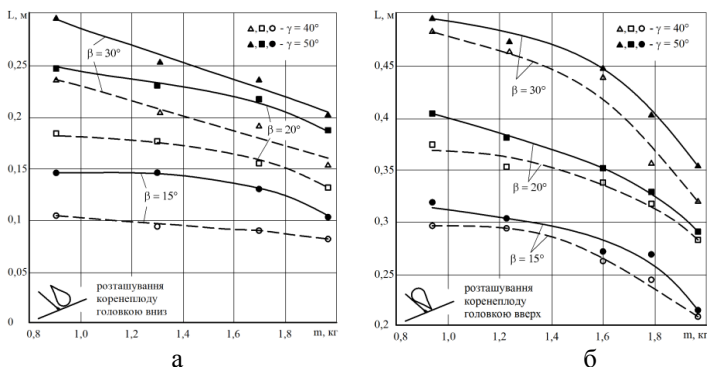 L, м
0,25
0,2
0,15
0,1
0,05
0
0,8
1,0
1,2
1,4
1,6
1,8
m, кг
- γ = 40°
- γ = 50°
β = 30°
β = 20°
β = 15°
розташування
коренеплоду
головкою вниз
а
L, м
0,45
0,4
0,35
0,3
0,25
0,2
0,8
1,0
1,2
1,4
1,6
1,8
m, кг
- γ = 40°
- γ = 50°
β = 30°
β = 20°
β = 15°
розташування
коренеплоду
головкою вверх
б